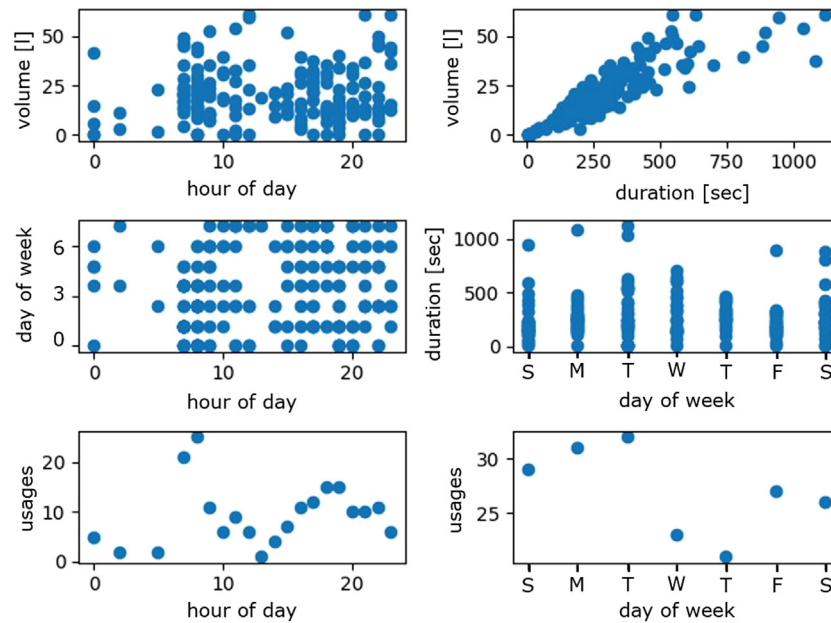 volume [l]
50
25
0
0 10 20
hour of day
volume [l]
50
25
0
0 250 500 750 1000
duration [sec]
day of week
6
3
0
0 10 20
hour of day
duration [sec]
1000
500
0
S M T W T F S
day of week
usages
20
10
0
0 10 20
hour of day
usages
30
25
S M T W T F S
day of week